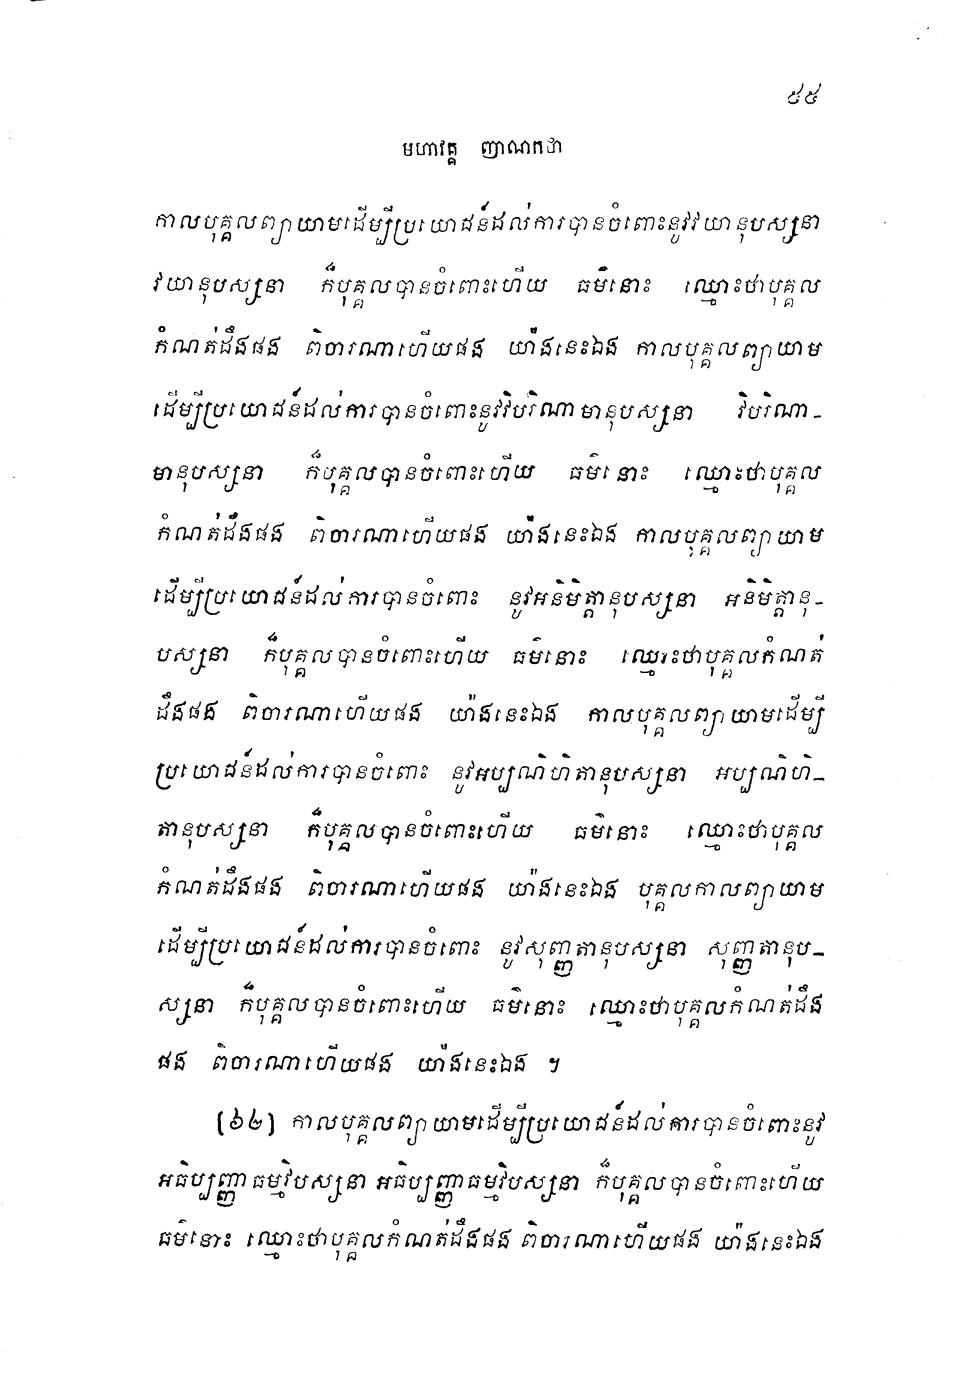 ៥៥
មហាវគ្គ ញាណកថា
កាលបុគ្គលព្យាយាមដើម្បីប្រយោជន៍ដល់ការបានចំពោះនូវវយានុបស្សនា
វយានុបស្សនា ក៏បុគ្គលបានចំពោះហើយ ធម៌នោះ ឈ្មោះថាបុគ្គល
កំណត់ដឹងផង ពិចារណាហើយផង យ៉ាងនេះឯង កាលបុគ្គលព្យាយាម
ដើម្បីប្រយោជន៍ដល់ការបានចំពោះនូវវិបរិណាមានុបស្សនា វិបរិណា-
មានុបស្សនា ក៏បុគ្គលបានចំពោះហើយ ធម៌នោះ ឈ្មោះថាបុគ្គល
កំណត់ដឹងផង ពិចារណាហើយផង យ៉ាងនេះឯង កាលបុគ្គលព្យាយាម
ដើម្បីប្រយោជន៍ដល់ការបានចំពោះ នូវអនិមិត្តានុបស្សនា អនិមិត្តានុ-
បស្សនា ក៏បុគ្គលបានចំពោះហើយ ធម៌នោះ ឈ្មោះថាបុគ្គលកំណត់
ដឹងផង ពិចារណាហើយផង យ៉ាងនេះឯង កាលបុគ្គលព្យាយាមដើម្បី
ប្រយោជន៍ដល់ការបានចំពោះ នូវអប្បណិហិតានុបស្សនា អប្បណិហិ-
តានុបស្សនា ក៏បុគ្គលបានចំពោះហើយ ធម៌នោះ ឈ្មោះថាបុគ្គល
កំណត់ដឹងផង ពិចារណាហើយផង យ៉ាងនេះឯង បុគ្គលកាលព្យាយាម
ដើម្បីប្រយោជន៍ដល់ការបានចំពោះ នូវសុញ្ញតានុបស្សនា សុញ្ញតានុប-
ស្សនា ក៏បុគ្គលបានចំពោះហើយ ធម៌នោះ ឈ្មោះថាបុគ្គលកំណត់ដឹង
ផង ពិចារណាហើយផង យ៉ាងនេះឯង ។
(៦៤) កាលបុគ្គលព្យាយាមដើម្បីប្រយោជន៍ដល់ការបានចំពោះនូវ
អធិប្បញ្ញាធម្មវិបស្សនា អធិប្បញ្ញាធម្មវិបស្សនា ក៏បុគ្គលបានចំពោះហើយ
ធម៌នោះ ឈ្មោះថាបុគ្គលកំណត់ដឹងផង ពិចារណាហើយផង យ៉ាងនេះឯង